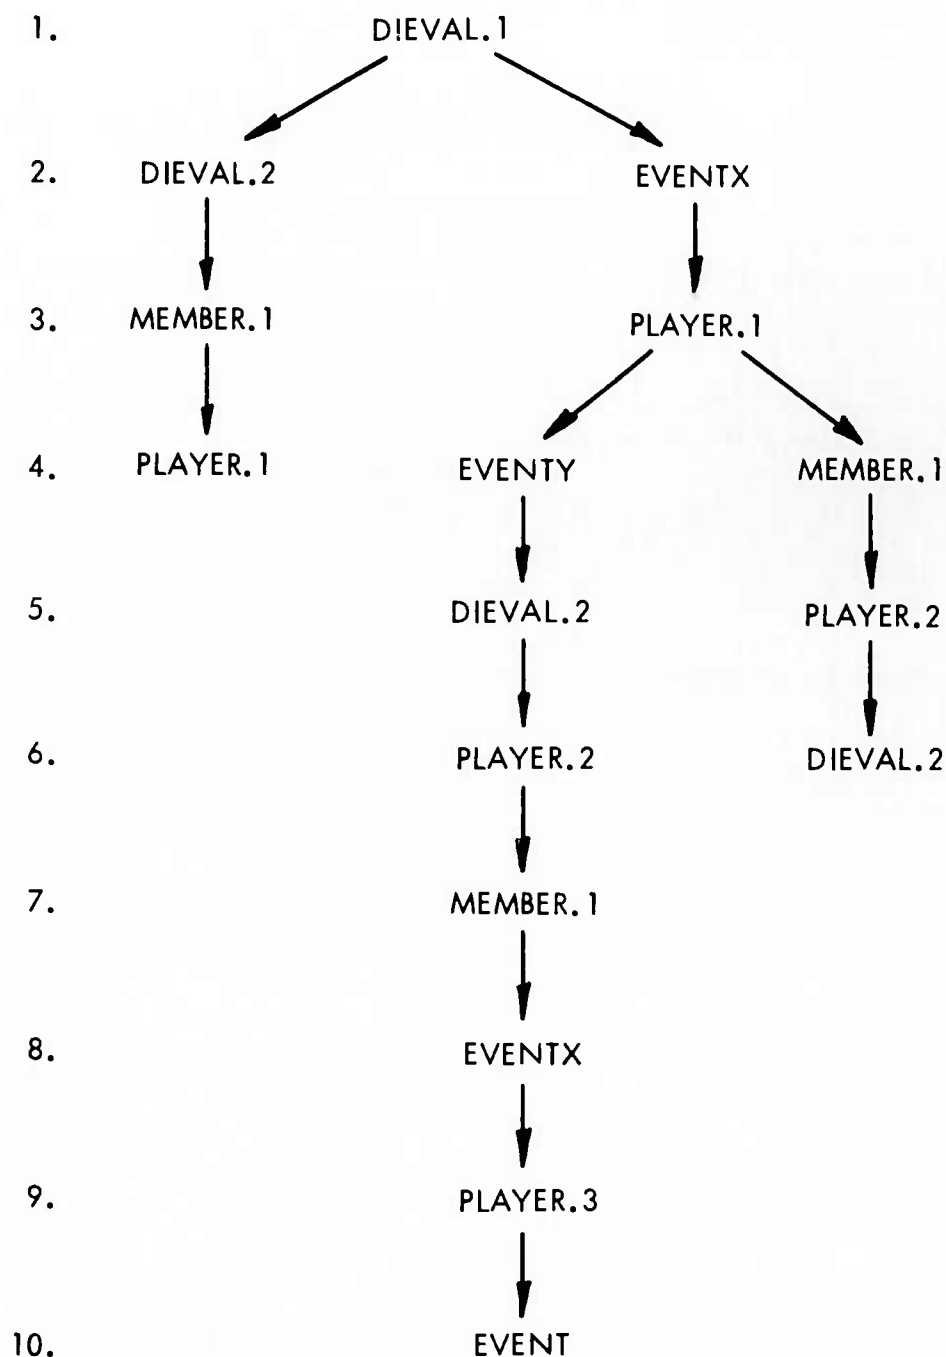 1. DIEVAL.1
2. DIEVAL.2 EVENTX
3. MEMBER.1 PLAYER.1
4. PLAYER.1 EVENTY MEMBER.1
5. DIEVAL.2 PLAYER.2
6. PLAYER.2 DIEVAL.2
7. MEMBER.1
8. EVENTX
9. PLAYER.3
10. EVENT